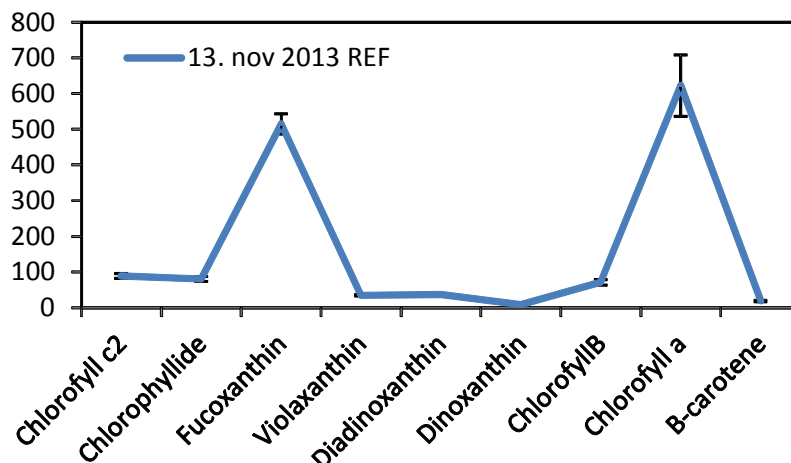 800
700
600
500
400
300
200
100
0
13. nov 2013 REF
Chlorofyll c2
Chlorophyllide
Fucoxanthin
Violaxanthin
Diadinoxanthin
Dinoxanthin
ChlorofyllB
Chlorofyll a
B-carotene